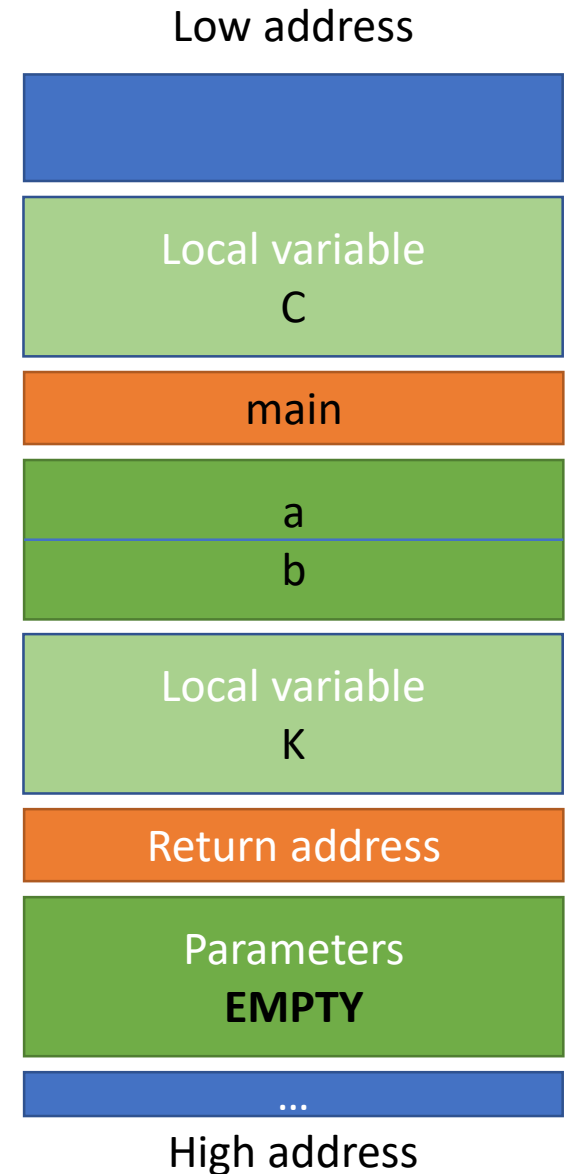 Low address
Local variable
C
main
a
b
Local variable
K
Return address
Parameters
EMPTY
...
High address